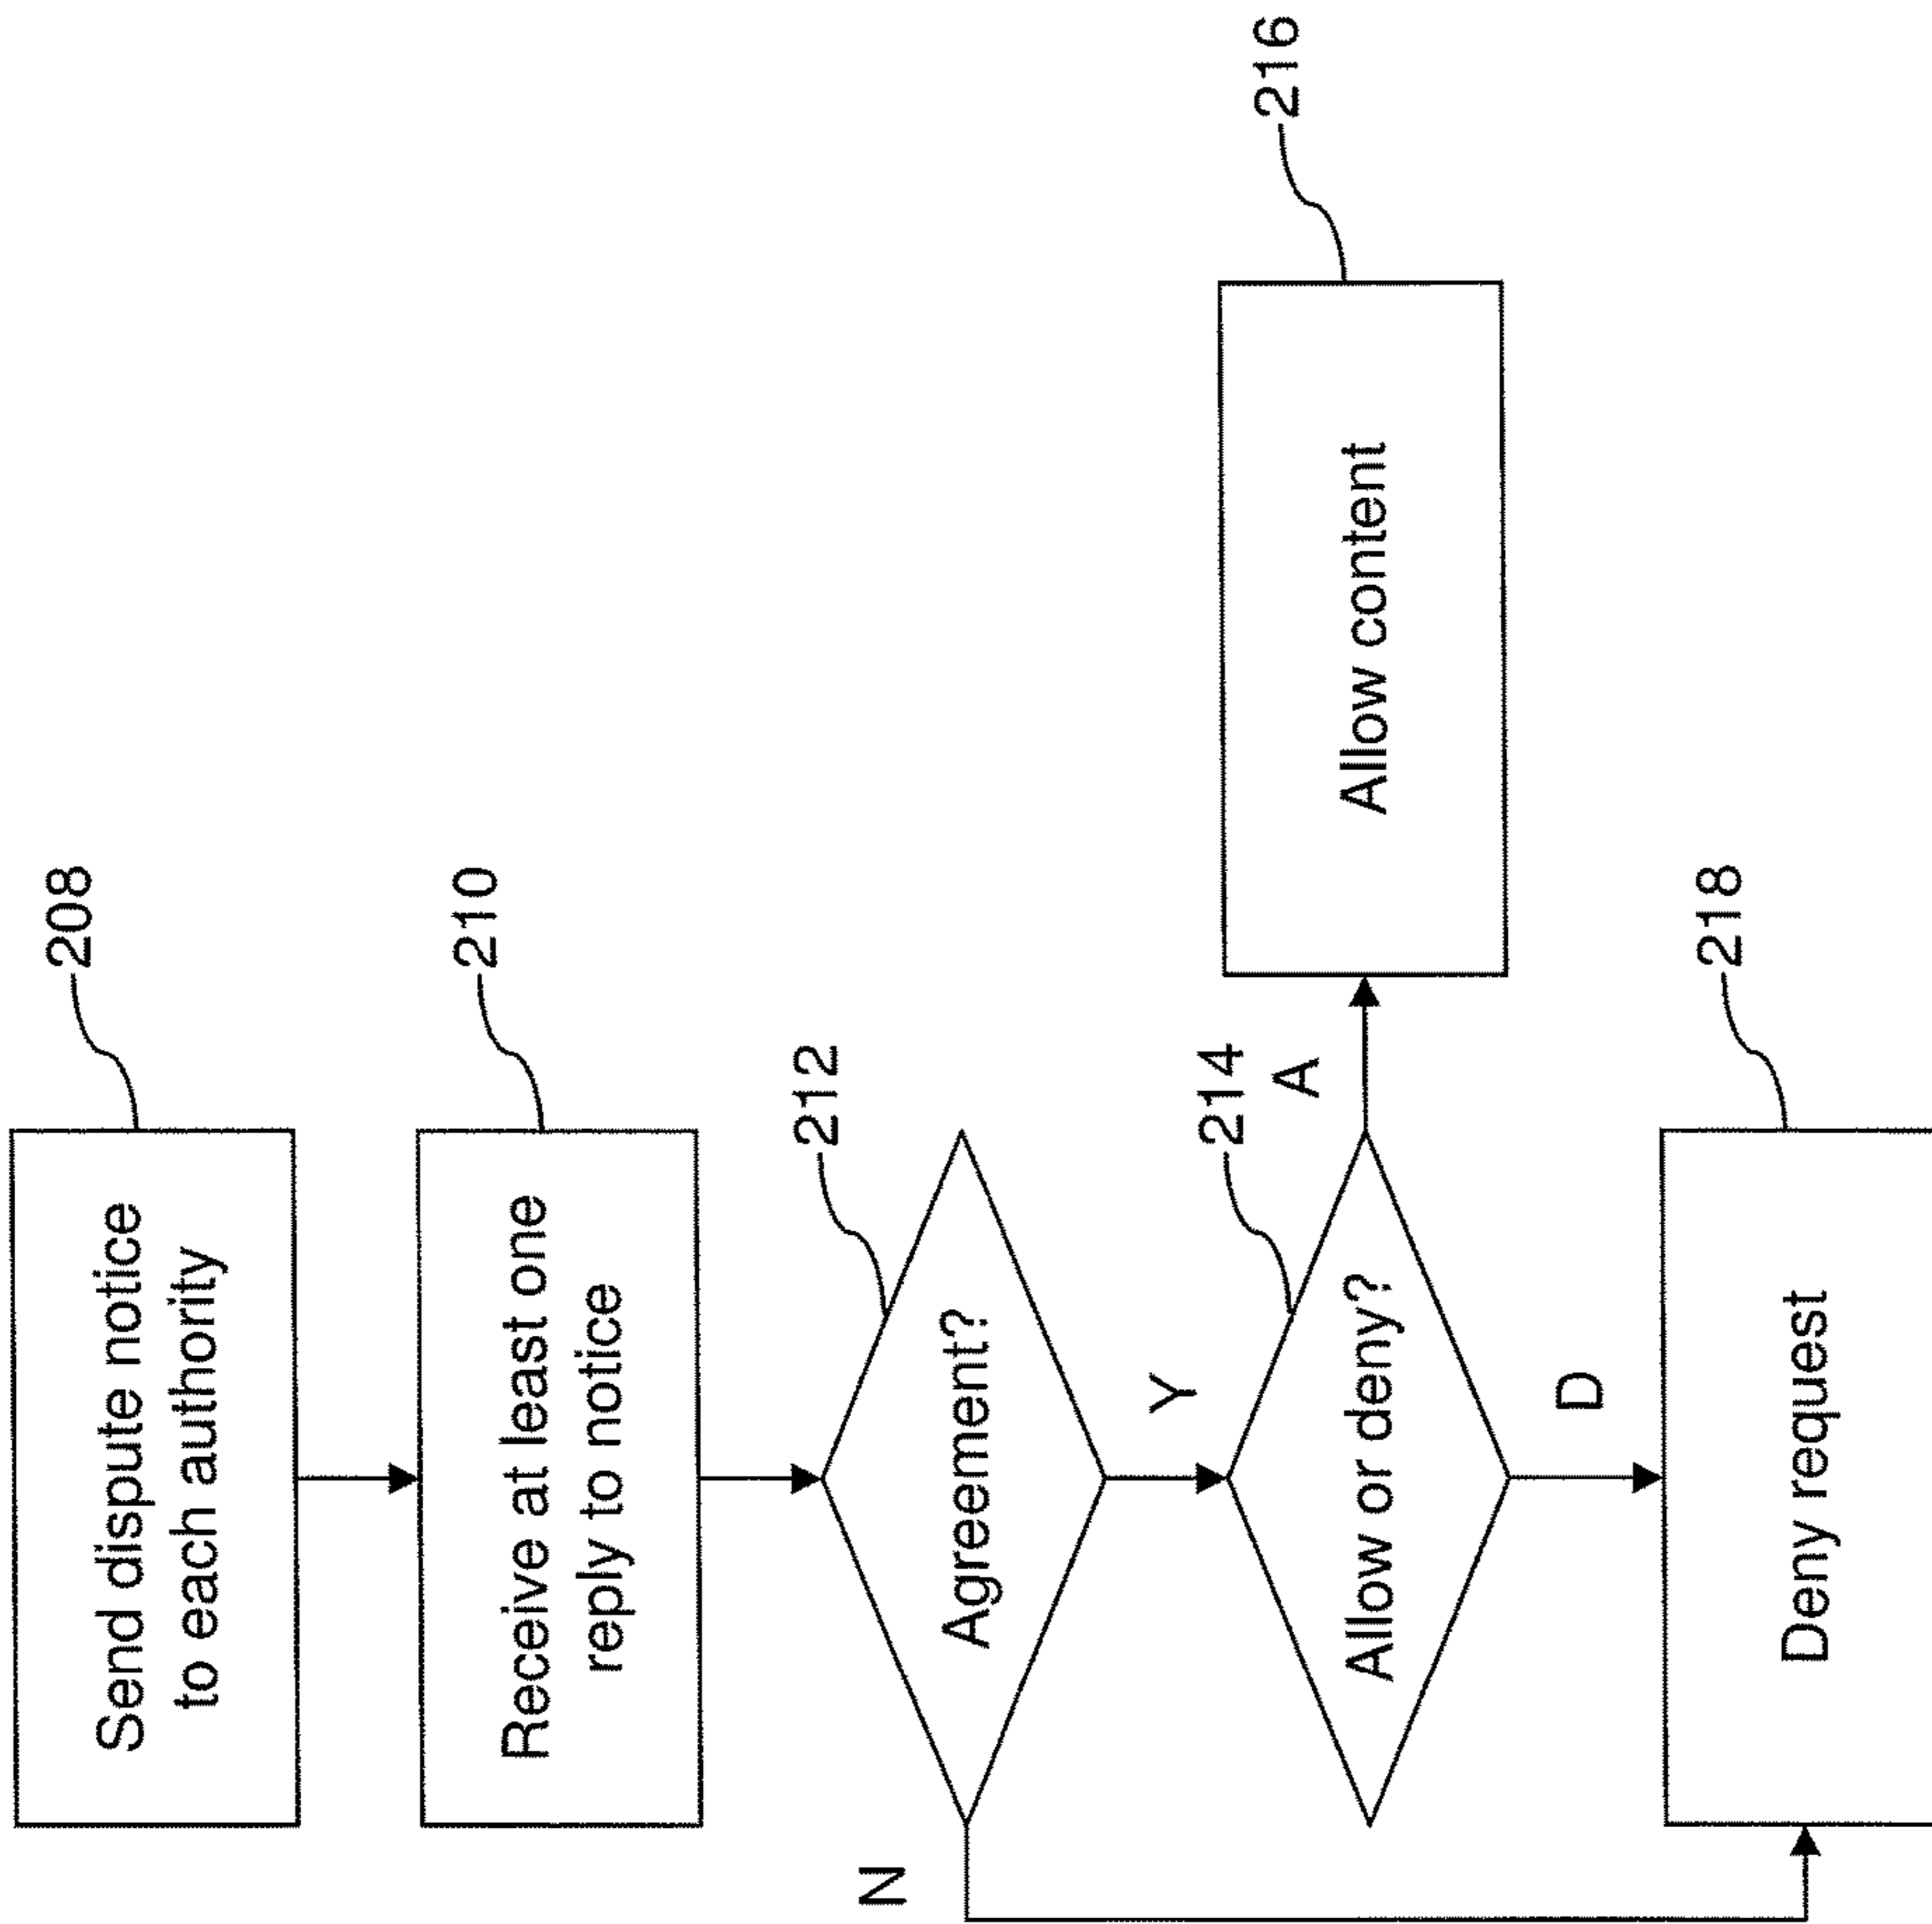 Send dispute notice
to each authority
208
Receive at least one
reply to notice
210
Agreement?
212
N
Y
Allow or deny?
214
A
Allow content
216
D
Deny request
218